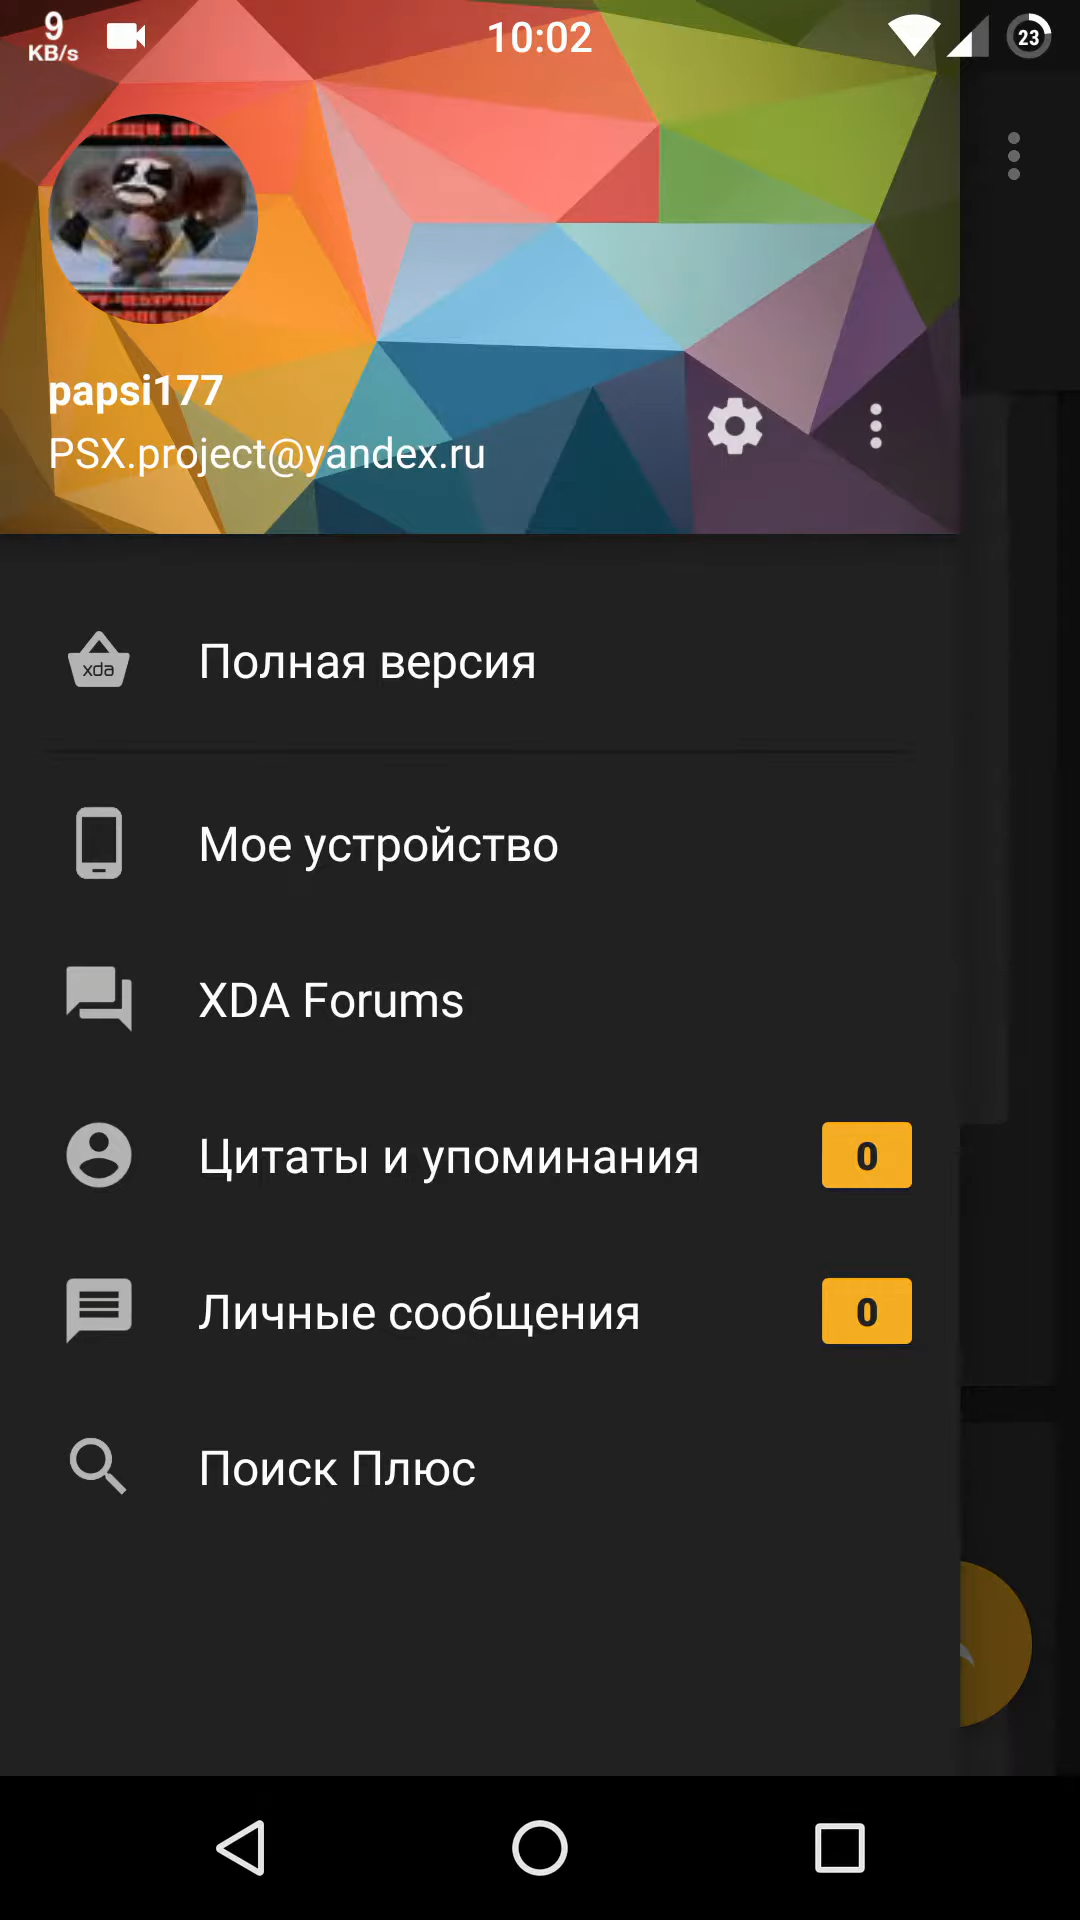 9
KB/s
10:02
23
papsi177
PSX.project@yandex.ru
xda
Полная версия
Мое устройство
XDA Forums
Цитаты и упоминания
0
Личные сообщения
0
Поиск Плюс